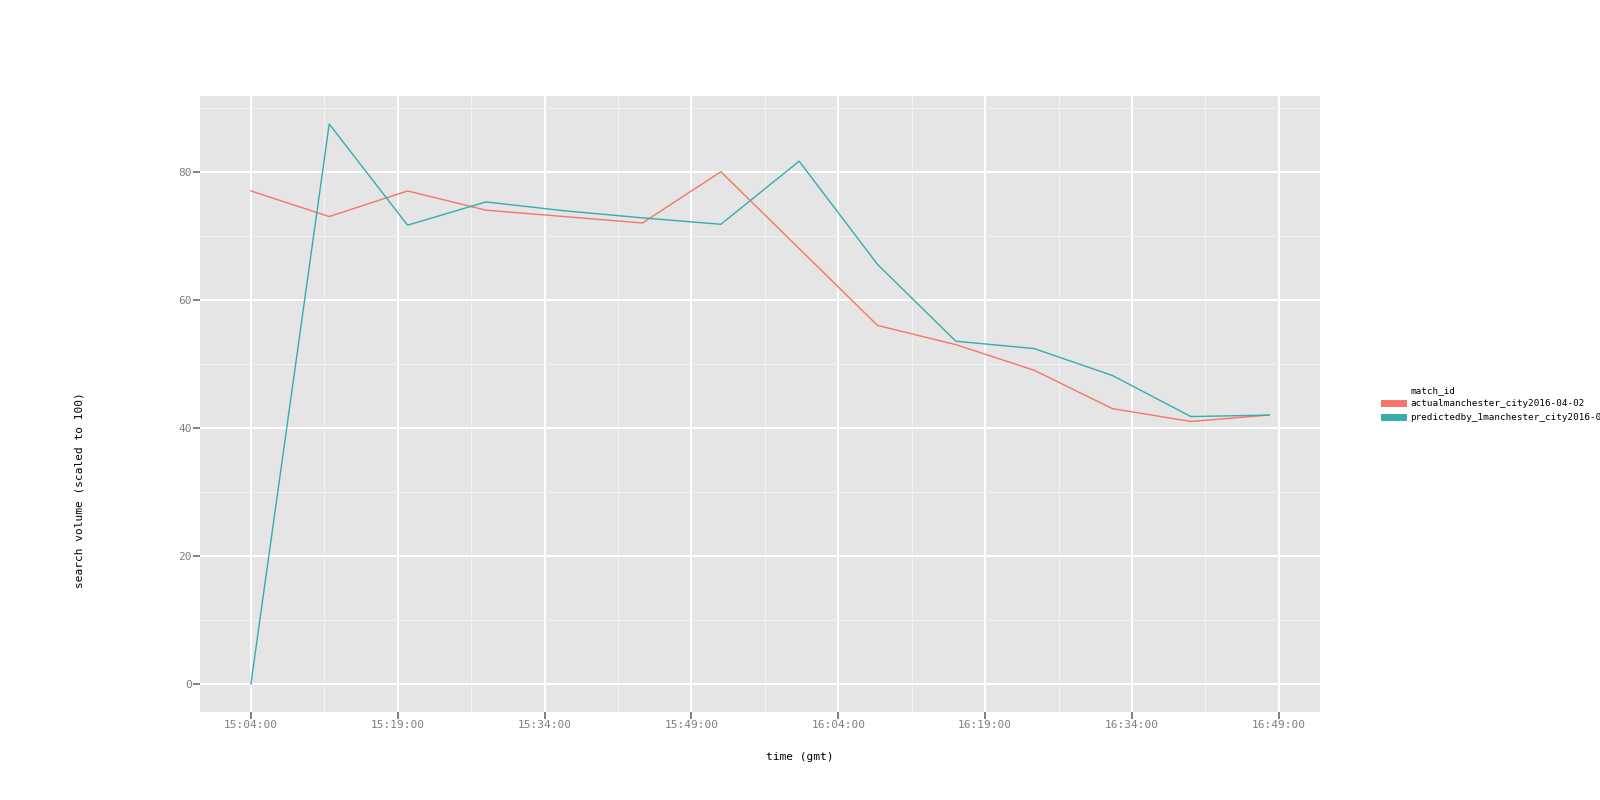 80
60
40
20
0
15:04:00 15:19:00 15:34:00 15:49:00 16:04:00 16:19:00 16:34:00 16:49:00
time (gmt)
search volume (scaled to 100)
match_id
actualmanchester_city2016-04-02
predictedby_1manchester_city2016-0